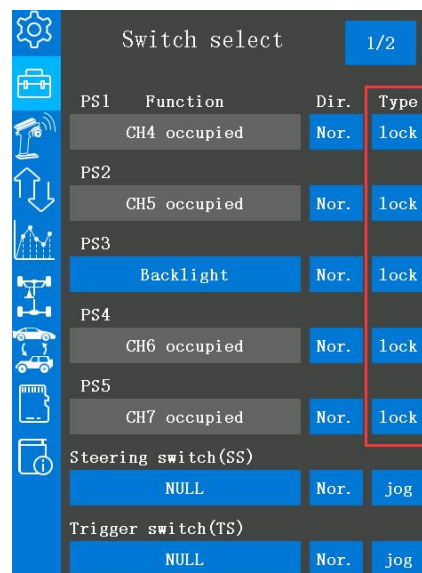 Switch select 1/2
PS1 Function Dir. Type
CH4 occupied Nor. lock
PS2
CH5 occupied Nor. lock
PS3
Backlight Nor. lock
PS4
CH6 occupied Nor. lock
PS5
CH7 occupied Nor. lock
Steering switch(SS)
NULL Nor. jog
Trigger switch(TS)
NULL Nor. jog